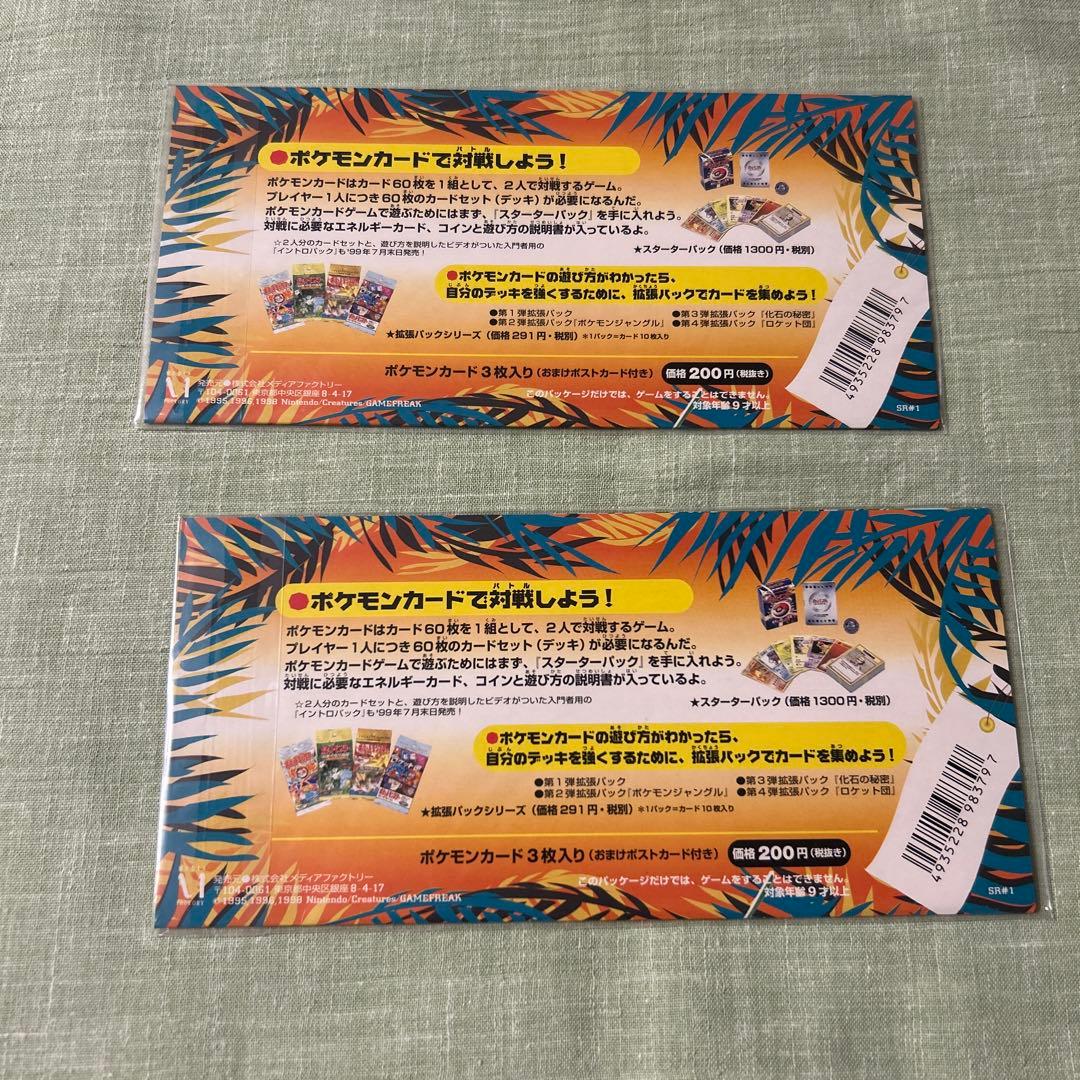 ●ポケモンカードで対戦しよう！
ポケモンカードはカード60枚を1組として、2人で対戦するゲーム。
プレイヤー1人につき60枚のカードセット（デッキ）が必要になるんだ。
ポケモンカードゲームで遊ぶためにはまず、『スターターパック』を手に入れよう。
対戦に必要なエネルギーカード、コインと遊び方の説明書が入っているよ。
☆2人分のカードセットと、遊び方を説明したビデオがついた入門者用の
『イントロパック』も'99年7月末日発売！
★スターターパック（価格1300円・税別）
●ポケモンカードの遊び方がわかったら、
自分のデッキを強くするために、拡張パックでカードを集めよう！
●第1弾拡張パック
●第2弾拡張パック『ポケモンジャングル』
●第3弾拡張パック『化石の秘密』
●第4弾拡張パック『ロケット団』
★拡張パックシリーズ（価格291円・税別）＊1パック=カード10枚入り
ポケモンカード3枚入り（おまけポストカード付き） 価格200円（税抜き）
このパッケージだけでは、ゲームをすることはできません。
対象年齢9才以上
発売元●株式会社メディアファクトリー
〒104-0061 東京都中央区銀座8-4-17
©1995,1996,1998 Nintendo/Creatures/GAMEFREAK
4935228983797
SR#1
●ポケモンカードで対戦しよう！
ポケモンカードはカード60枚を1組として、2人で対戦するゲーム。
プレイヤー1人につき60枚のカードセット（デッキ）が必要になるんだ。
ポケモンカードゲームで遊ぶためにはまず、『スターターパック』を手に入れよう。
対戦に必要なエネルギーカード、コインと遊び方の説明書が入っているよ。
☆2人分のカードセットと、遊び方を説明したビデオがついた入門者用の
『イントロパック』も'99年7月末日発売！
★スターターパック（価格1300円・税別）
●ポケモンカードの遊び方がわかったら、
自分のデッキを強くするために、拡張パックでカードを集めよう！
●第1弾拡張パック
●第2弾拡張パック『ポケモンジャングル』
●第3弾拡張パック『化石の秘密』
●第4弾拡張パック『ロケット団』
★拡張パックシリーズ（価格291円・税別）＊1パック=カード10枚入り
ポケモンカード3枚入り（おまけポストカード付き） 価格200円（税抜き）
このパッケージだけでは、ゲームをすることはできません。
対象年齢9才以上
発売元●株式会社メディアファクトリー
〒104-0061 東京都中央区銀座8-4-17
©1995,1996,1998 Nintendo/Creatures/GAMEFREAK
4935228983797
SR#1